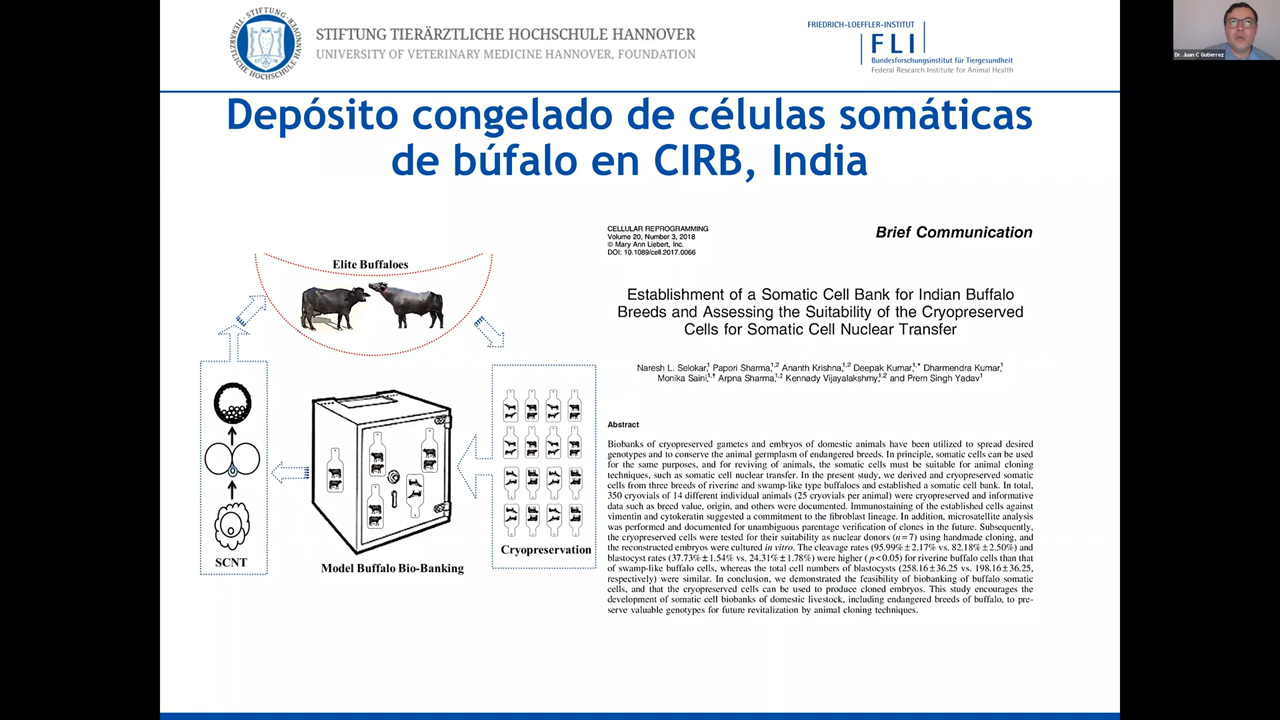 STIFTUNG TIERÄRZTLICHE HOCHSCHULE HANNOVER
UNIVERSITY OF VETERINARY MEDICINE HANNOVER, FOUNDATION
FRIEDRICH-LOEFFLER-INSTITUT
FLI
Bundesforschungsinstitut für Tiergesundheit
Federal Research Institute for Animal Health
Dr. Juan C Gutierrez
Depósito congelado de células somáticas
de búfalo en CIRB, India
Elite Buffaloes
SCNT
Model Buffalo Bio-Banking
Cryopreservation
CELLULAR REPROGRAMMING
Volume 20, Number 3, 2018
© Mary Ann Liebert, Inc.
DOI: 10.1089/cell.2017.0066
Brief Communication
Establishment of a Somatic Cell Bank for Indian Buffalo
Breeds and Assessing the Suitability of the Cryopreserved
Cells for Somatic Cell Nuclear Transfer
Naresh L. Selokar,¹ Papori Sharma,¹,² Ananth Krishna,¹,² Deepak Kumar,¹,* Dharmendra Kumar,¹
Monika Saini,¹,† Arpna Sharma,¹,‡ Kennady Vijayalakshmy,¹,² and Prem Singh Yadav¹
Abstract
Biobanks of cryopreserved gametes and embryos of domestic animals have been utilized to spread desired
genotypes and to conserve the animal germplasm of endangered breeds. In principle, somatic cells can be used
for the same purposes, and for reviving of animals, the somatic cells must be suitable for animal cloning
techniques, such as somatic cell nuclear transfer. In the present study, we derived and cryopreserved somatic
cells from three breeds of riverine and swamp-like type buffaloes and established a somatic cell bank. In total,
350 cryovials of 14 different individual animals (25 cryovials per animal) were cryopreserved and informative
data such as breed value, origin, and others were documented. Immunostaining of the established cells against
vimentin and cytokeratin suggested a commitment to the fibroblast lineage. In addition, microsatellite analysis
was performed and documented for unambiguous parentage verification of clones in the future. Subsequently,
the cryopreserved cells were tested for their suitability as nuclear donors (n=7) using handmade cloning, and
the reconstructed embryos were cultured in vitro. The cleavage rates (95.99%±2.17% vs. 82.18%±2.50%) and
blastocyst rates (37.73%±1.54% vs. 24.31%±1.78%) were higher (p<0.05) for riverine buffalo cells than that
of swamp-like buffalo cells, whereas the total cell numbers of blastocysts (258.16±36.25 vs. 198.16±36.25,
respectively) were similar. In conclusion, we demonstrated the feasibility of biobanking of buffalo somatic
cells, and that the cryopreserved cells can be used to produce cloned embryos. This study encourages the
development of somatic cell biobanks of domestic livestock, including endangered breeds of buffalo, to pre-
serve valuable genotypes for future revitalization by animal cloning techniques.